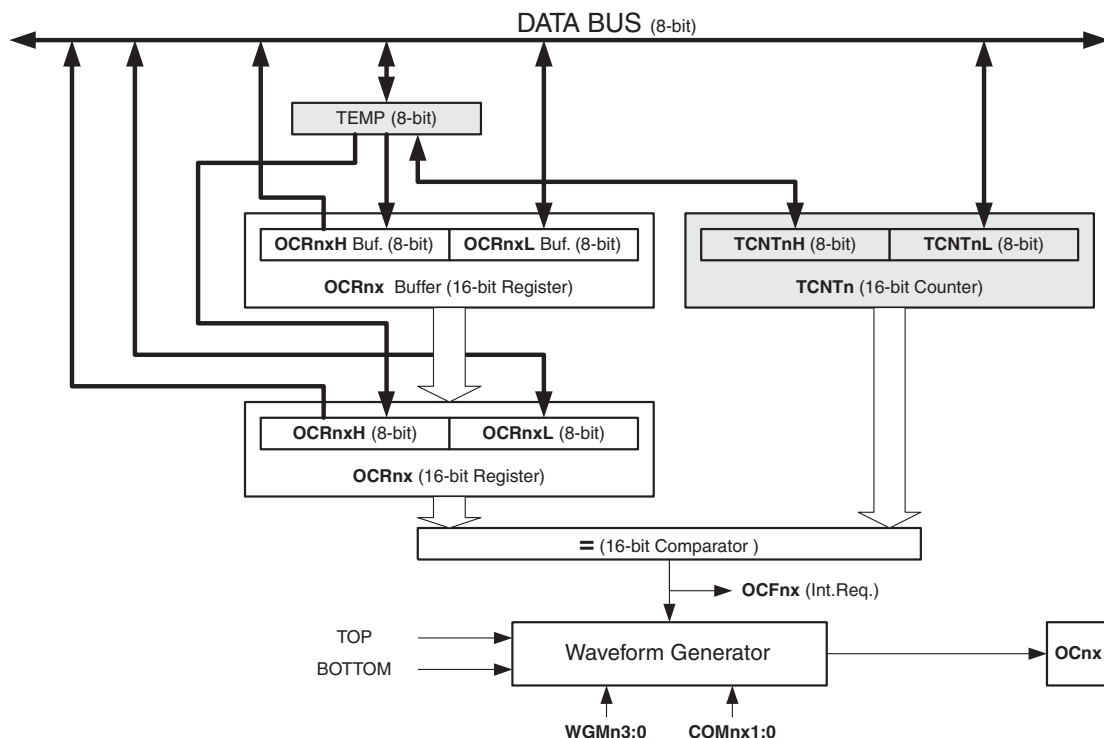 DATA BUS (8-bit)
TEMP (8-bit)
OCRnxH Buf. (8-bit) OCRnxL Buf. (8-bit)
OCRnx Buffer (16-bit Register)
TCNTnH (8-bit) TCNTnL (8-bit)
TCNTn (16-bit Counter)
OCRnxH (8-bit) OCRnxL (8-bit)
OCRnx (16-bit Register)
= (16-bit Comparator )
OCFnx (Int.Req.)
TOP
BOTTOM
Waveform Generator
OCnx
WGMn3:0 COMnx1:0